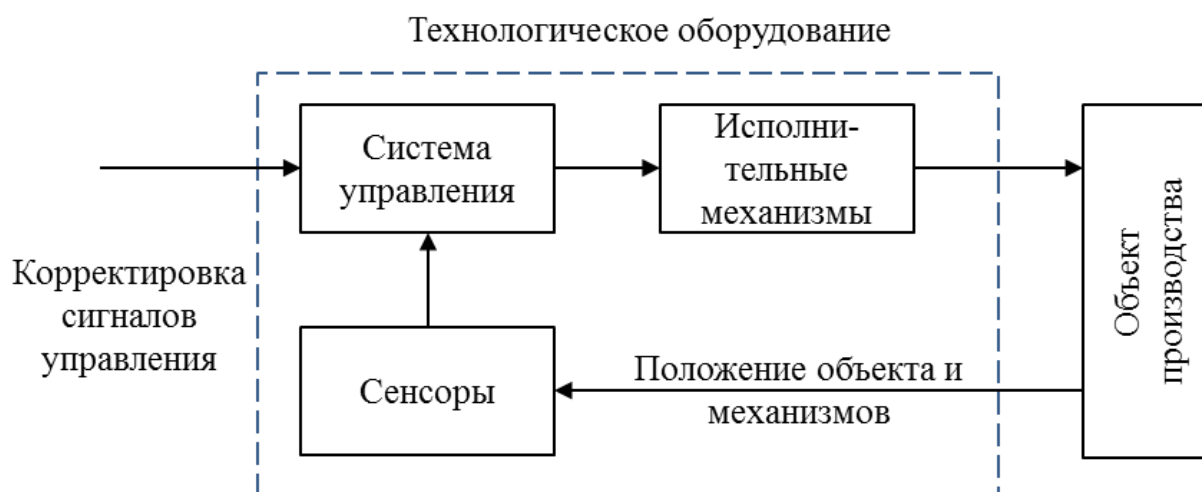 Технологическое оборудование
Система
управления
Исполни-
тельные
механизмы
Объект
производства
Корректировка
сигналов
управления
Сенсоры
Положение объекта и
механизмов